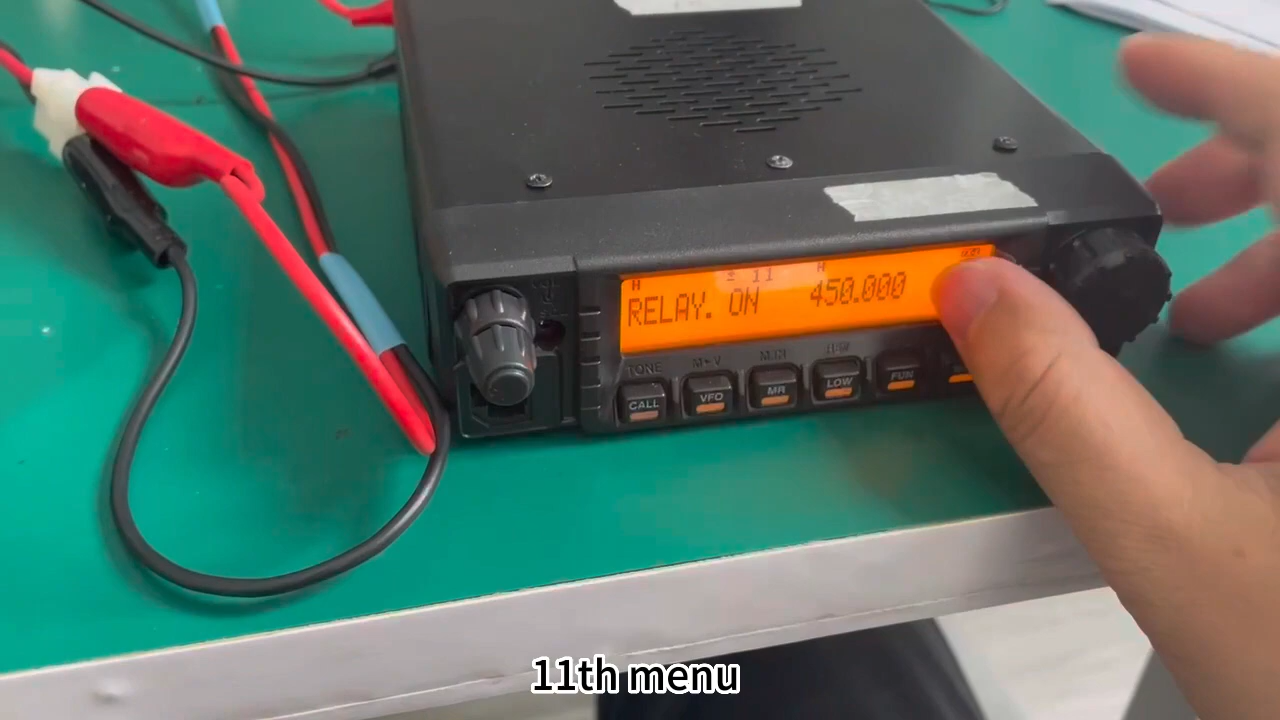 H ± 11 H
RELAY. ON 450.000
TONE M▸V
CALL VFO MR LOW FUN
11th menu